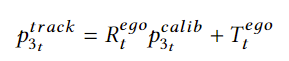 $p_{3_t}^{track} = R_t^{ego} p_{3_t}^{calib} + T_t^{ego}$